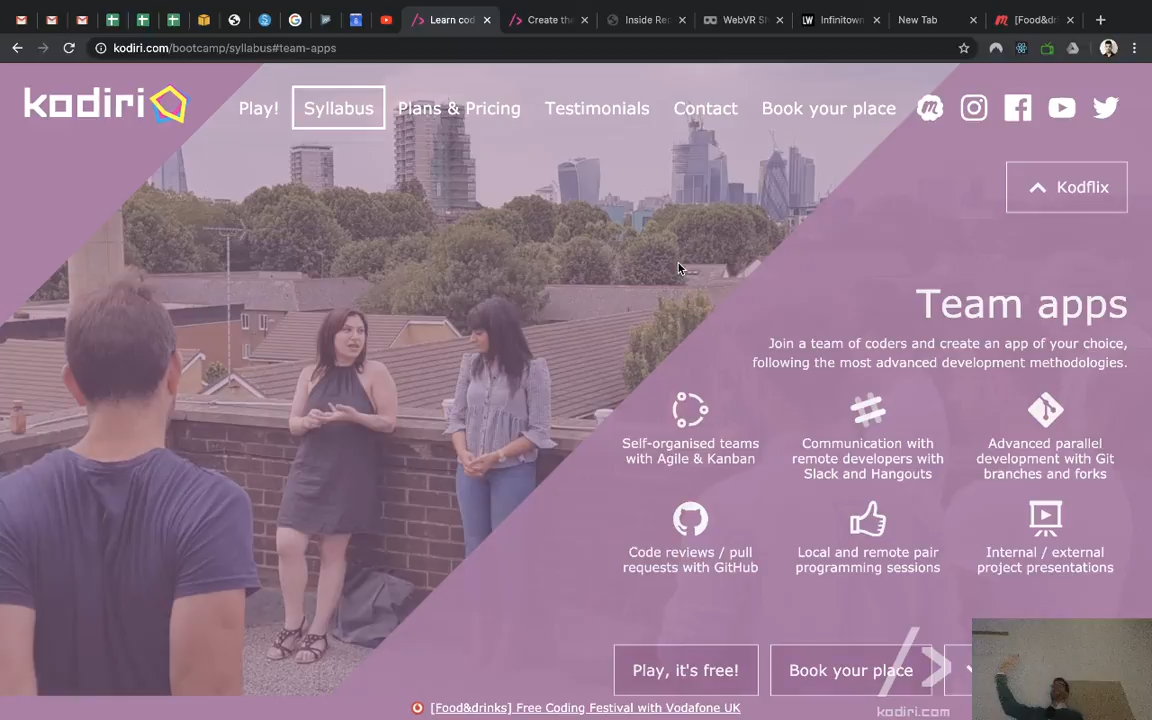 Learn cod
Create the
Inside Re
WebVR S
Infinitown
New Tab
[Food&dr
kodiri.com/bootcamp/syllabus#team-apps
kodiri
Play!
Syllabus
Plans & Pricing
Testimonials
Contact
Book your place
Kodflix
Team apps
Join a team of coders and create an app of your choice,
following the most advanced development methodologies.
Self-organised teams
with Agile & Kanban
Communication with
remote developers with
Slack and Hangouts
Advanced parallel
development with Git
branches and forks
Code reviews / pull
requests with GitHub
Local and remote pair
programming sessions
Internal / external
project presentations
Play, it's free!
Book your place
[Food&drinks] Free Coding Festival with Vodafone UK
kodiri.com